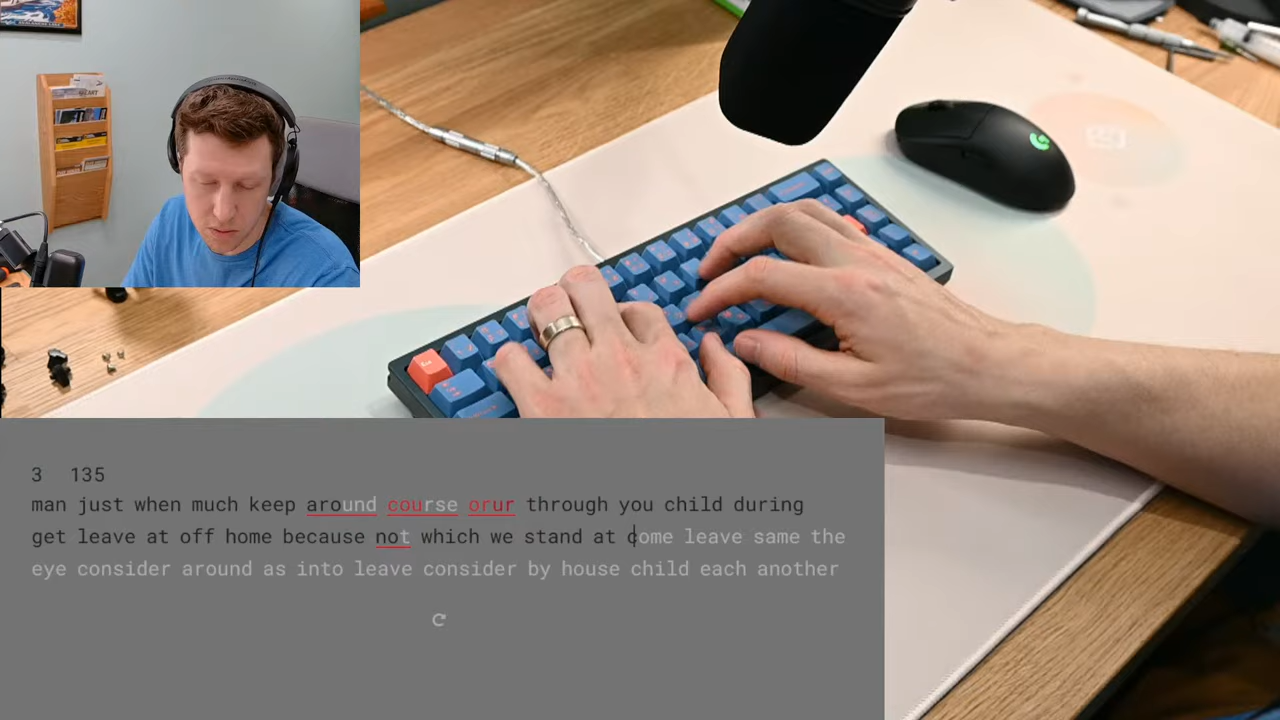 3 135
man just when much keep around course orur through you child during
get leave at off home because not which we stand at come leave same the
eye consider around as into leave consider by house child each another